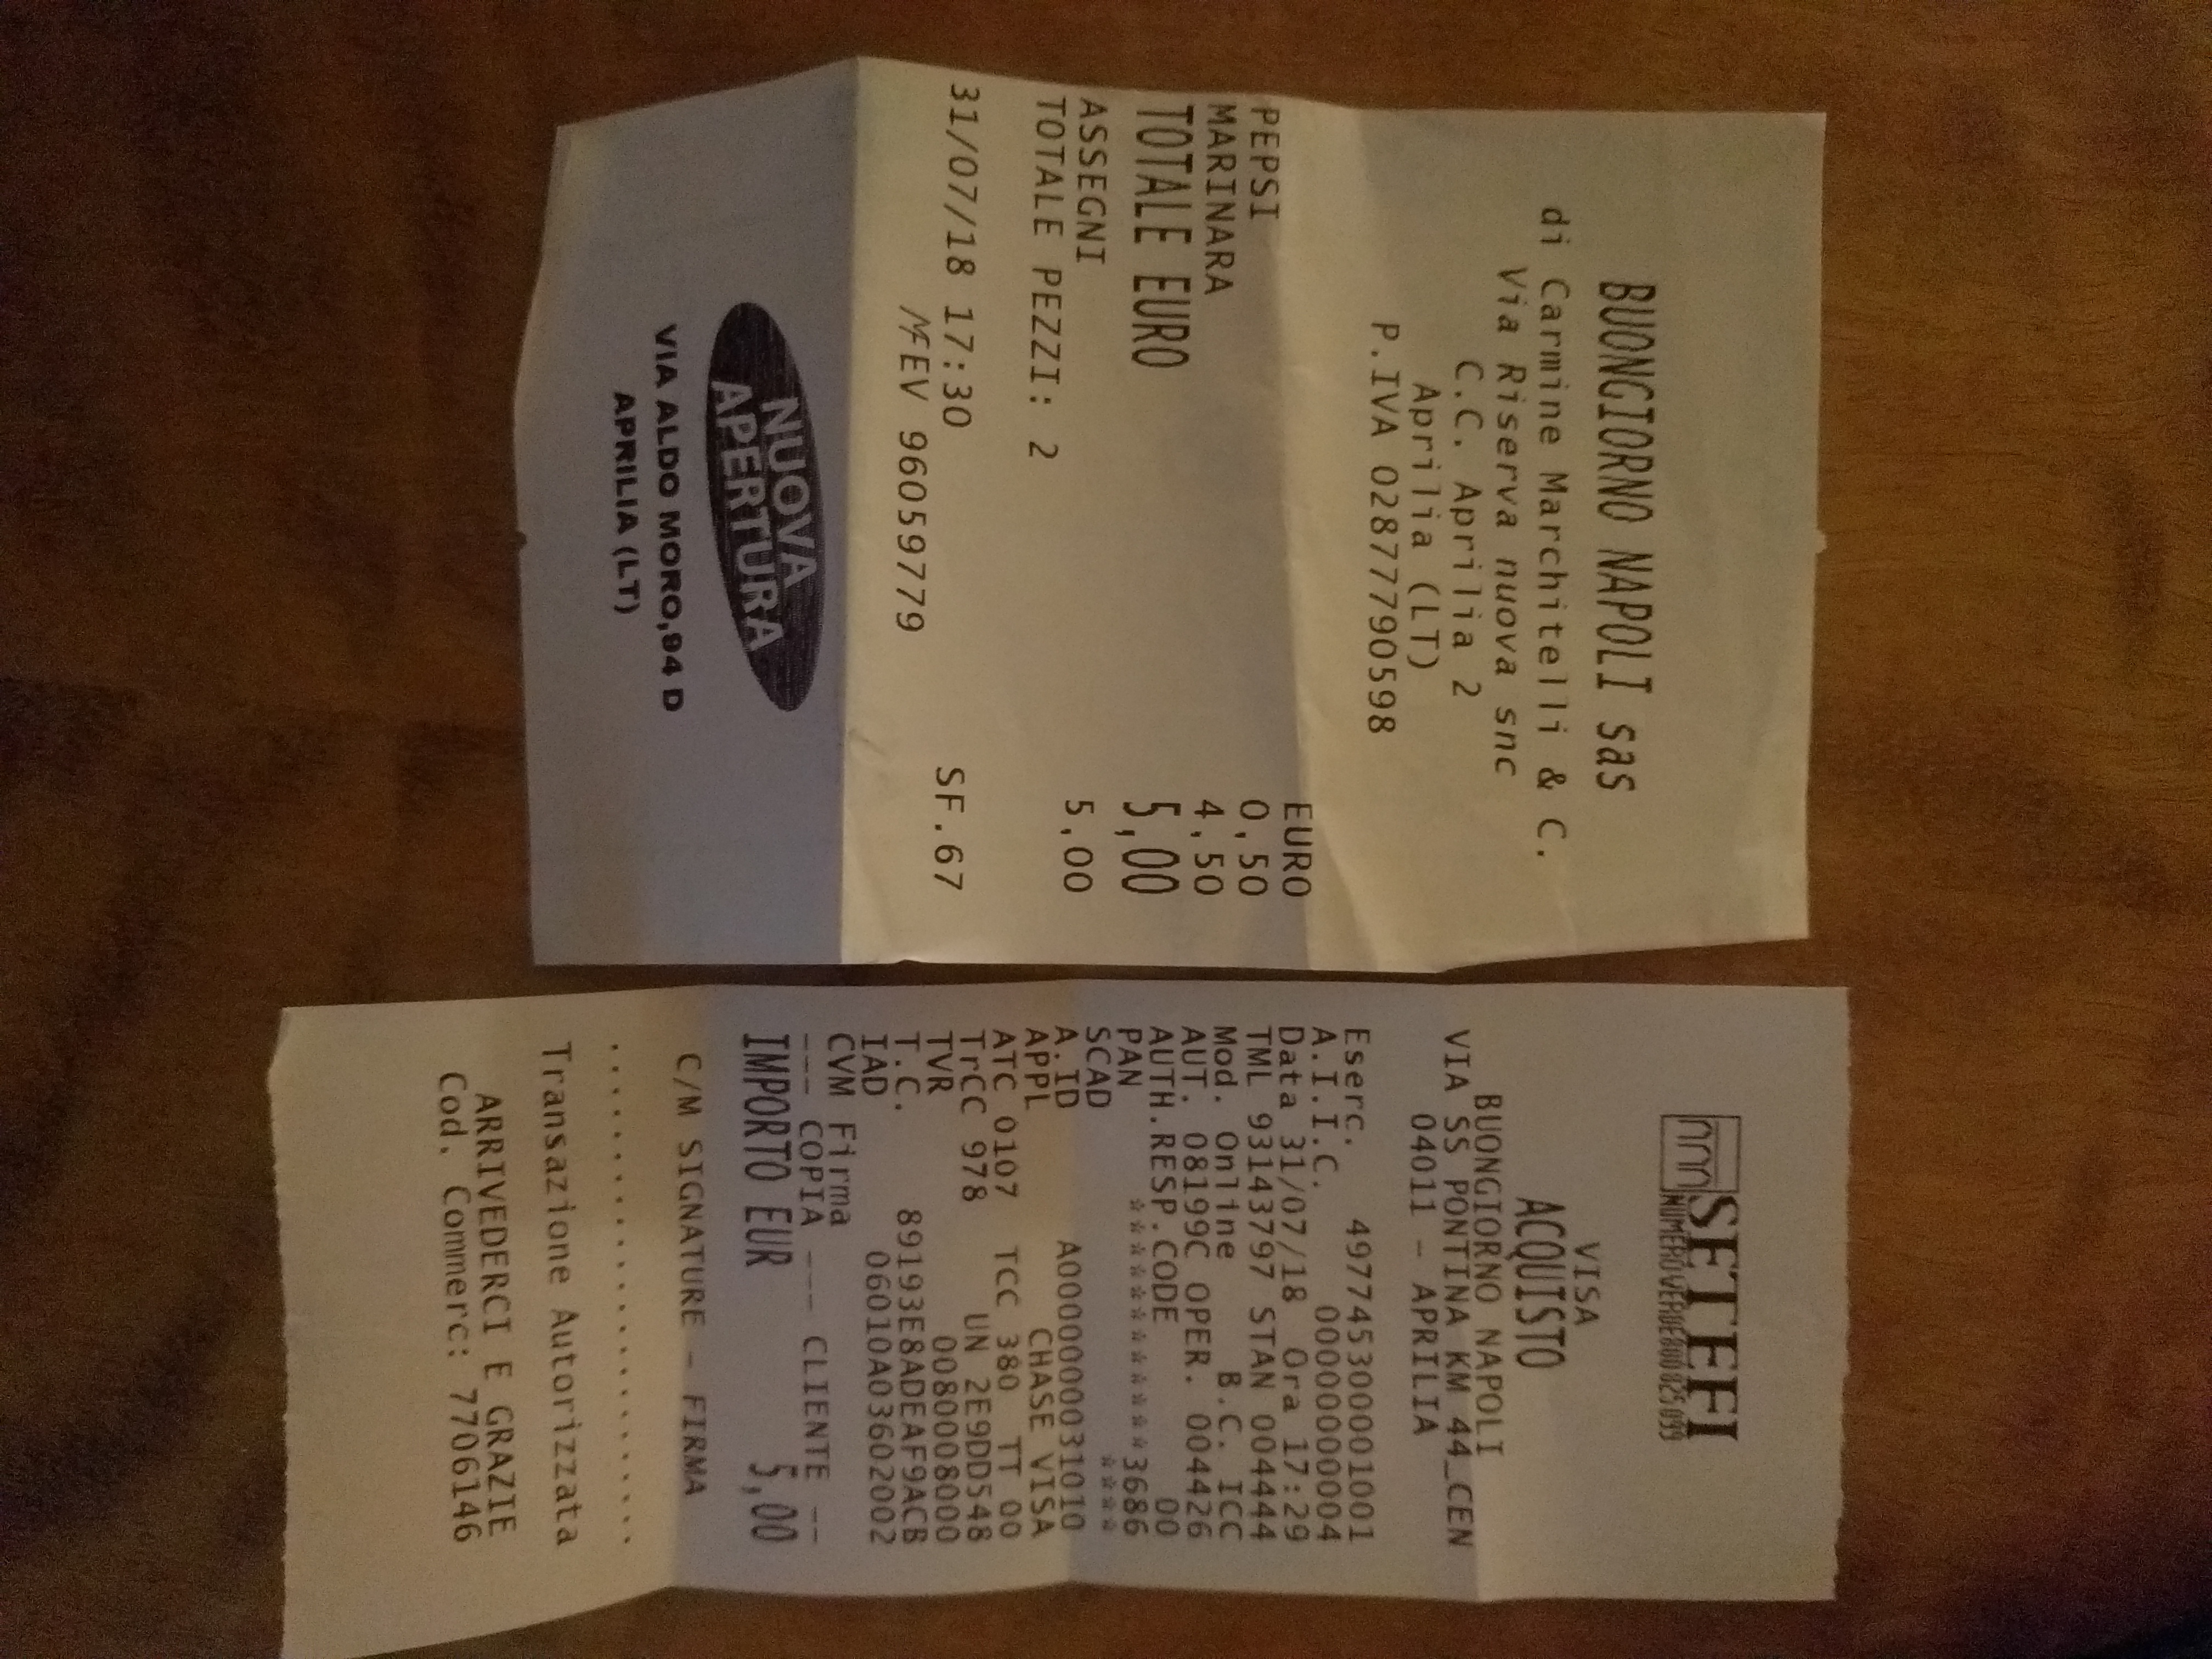 BUONGIORNO NAPOLI sas
di Carmine Marchitelli & C.
Via Riserva nuova snc
C.C. Aprilia 2
Aprilia (LT)
P.IVA 02877790598
EURO
PEPSI 0,50
MARINARA 4,50
TOTALE EURO 5,00
ASSEGNI 5,00
TOTALE PEZZI: 2
31/07/18 17:30 SF.67
MFEV 96059779
NUOVA
APERTURA
VIA ALDO MORO,94 D
APRILIA (LT)
SETEFI
NUMERO VERDE 800 825 099
VISA
ACQUISTO
BUONGIORNO NAPOLI
VIA SS PONTINA KM 44_CEN
04011 - APRILIA
Eserc. 497745300001001
A.I.I.C. 00000000004
Data 31/07/18 Ora 17:29
TML 93143797 STAN 004444
Mod. Online B.C. ICC
AUT. 08199C OPER. 004426
AUTH.RESP.CODE 00
PAN ***************3686
SCAD ****
A.ID A0000000031010
APPL CHASE VISA
ATC 0107 TCC 380 TT 00
TrCC 978 UN 2E9DD548
TVR 0080008000
T.C. 89193E8ADEAF9ACB
IAD 06010A03602002
CVM Firma
--- COPIA --- CLIENTE --
IMPORTO EUR 5,00
C/M SIGNATURE - FIRMA
........................
Transazione Autorizzata
ARRIVEDERCI E GRAZIE
Cod. Commerc: 7706146